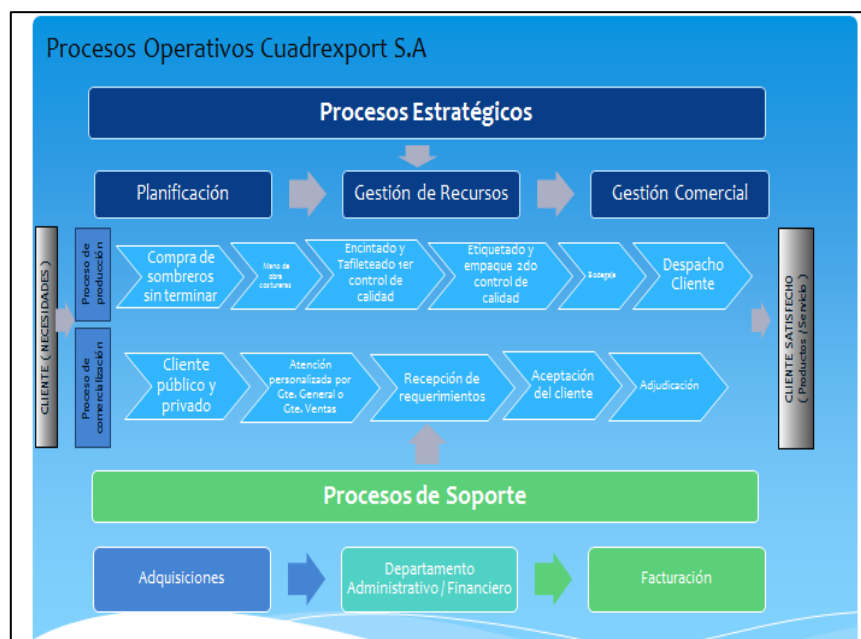 Procesos Operativos Cuadrexport S.A
Procesos Estratégicos
Planificación
Gestión de Recursos
Gestión Comercial
CLIENTE ( NECESIDADES )
Proceso de
producción
Compra de
sombreros
sin terminar
Mano de
obra
costureras
Encintado y
Tafileteado 1er
control de
calidad
Etiquetado y
empaque 2do
control de
calidad
Bodegaje
Despacho
Cliente
CLIENTE SATISFECHO
( Productos / Servicio )
Proceso de
comercialización
Cliente
público y
privado
Atención
personalizada por
Gte. General o
Gte. Ventas
Recepción de
requerimientos
Aceptación
del cliente
Adjudicación
Procesos de Soporte
Adquisiciones
Departamento
Administrativo / Financiero
Facturación